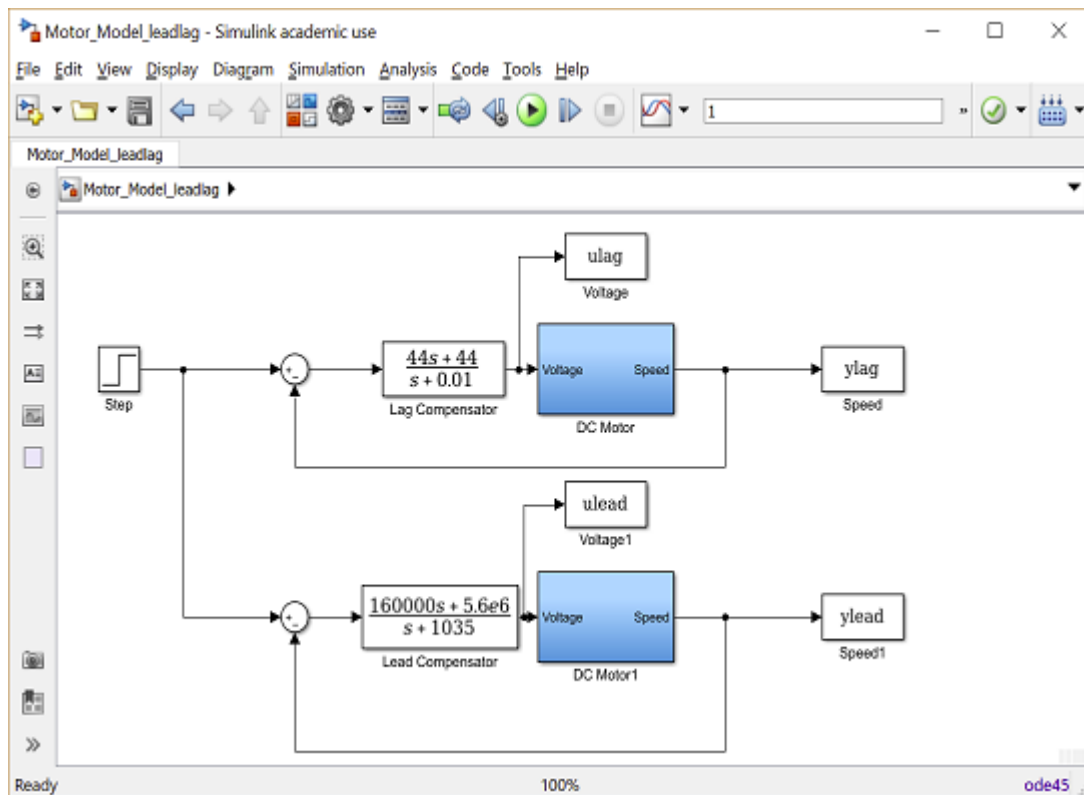 Motor_Model_leadlag - Simulink academic use
File Edit View Display Diagram Simulation Analysis Code Tools Help
1 »
Motor_Model_leadlag
Motor_Model_leadlag
ulag
Voltage
Step
+
-
44s + 44
s + 0.01
Lag Compensator
Voltage Speed
DC Motor
ylag
Speed
ulead
Voltage1
+
-
160000s + 5.6e6
s + 1035
Lead Compensator
Voltage Speed
DC Motor1
ylead
Speed1
Ready 100% ode45